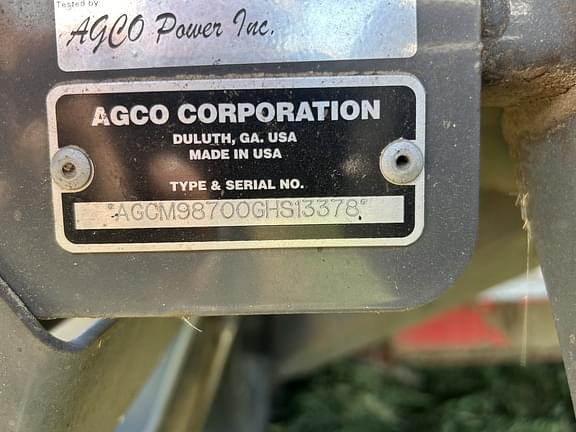 Tested by:
AGCO Power Inc.
AGCO CORPORATION
DULUTH, GA. USA
MADE IN USA
TYPE & SERIAL NO.
*AGCM98700GHS13378*